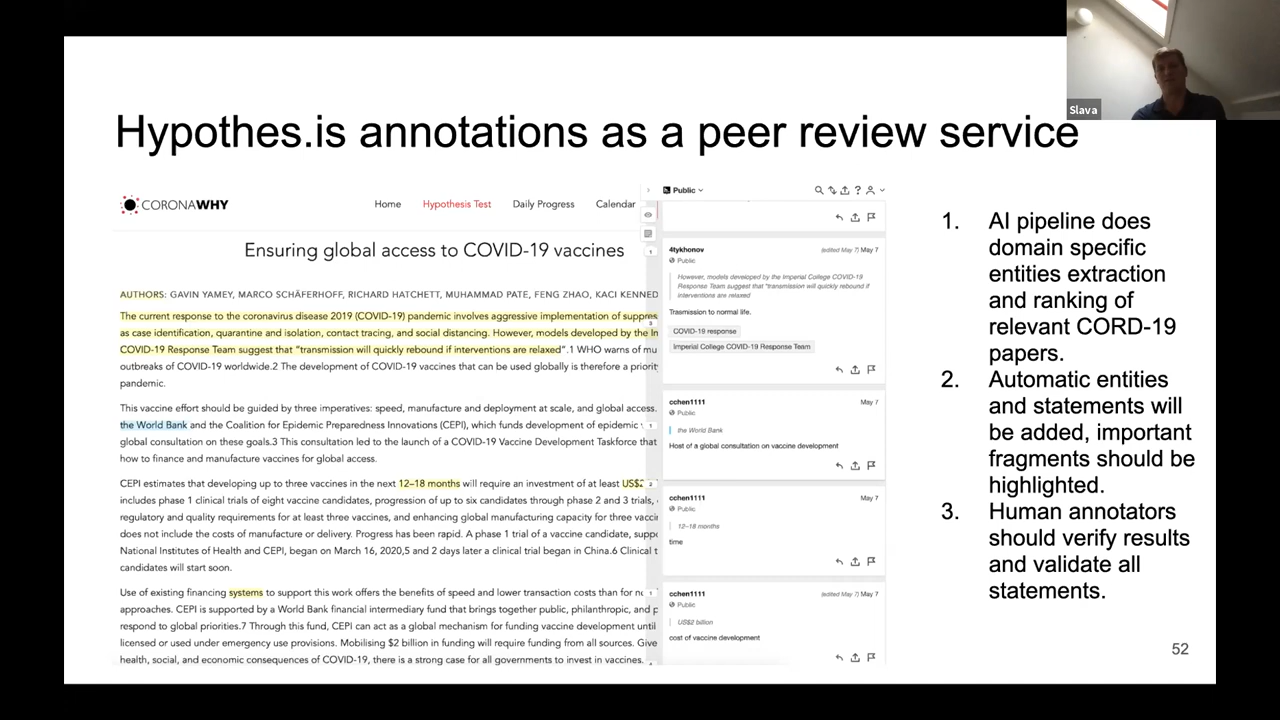 Slava
Hypothes.is annotations as a peer review service
CORONAWHY
Home Hypothesis Test Daily Progress Calendar
Ensuring global access to COVID-19 vaccines
AUTHORS: GAVIN YAMEY, MARCO SCHÄFERHOFF, RICHARD HATCHETT, MUHAMMAD PATE, FENG ZHAO, KACI KENNED
The current response to the coronavirus disease 2019 (COVID-19) pandemic involves aggressive implementation of suppres
as case identification, quarantine and isolation, contact tracing, and social distancing. However, models developed by the In
COVID-19 Response Team suggest that “transmission will quickly rebound if interventions are relaxed”.1 WHO warns of mu
outbreaks of COVID-19 worldwide.2 The development of COVID-19 vaccines that can be used globally is therefore a priorit
pandemic.
This vaccine effort should be guided by three imperatives: speed, manufacture and deployment at scale, and global access.
the World Bank and the Coalition for Epidemic Preparedness Innovations (CEPI), which funds development of epidemic
global consultation on these goals.3 This consultation led to the launch of a COVID-19 Vaccine Development Taskforce that
how to finance and manufacture vaccines for global access.
CEPI estimates that developing up to three vaccines in the next 12–18 months will require an investment of at least US$2
includes phase 1 clinical trials of eight vaccine candidates, progression of up to six candidates through phase 2 and 3 trials,
regulatory and quality requirements for at least three vaccines, and enhancing global manufacturing capacity for three vaccin
does not include the costs of manufacture or delivery. Progress has been rapid. A phase 1 trial of a vaccine candidate, suppo
National Institutes of Health and CEPI, began on March 16, 2020,5 and 2 days later a clinical trial began in China.6 Clinical t
candidates will start soon.
Use of existing financing systems to support this work offers the benefits of speed and lower transaction costs than for no
approaches. CEPI is supported by a World Bank financial intermediary fund that brings together public, philanthropic, and p
respond to global priorities.7 Through this fund, CEPI can act as a global mechanism for funding vaccine development until
licensed or used under emergency use provisions. Mobilising $2 billion in funding will require funding from all sources. Give
health, social, and economic consequences of COVID-19, there is a strong case for all governments to invest in vaccines.
1
3
1
2
1
Public
4tykhonov (edited May 7) May 7
Public
However, models developed by the Imperial College COVID-19
Response Team suggest that “transmission will quickly rebound if
interventions are relaxed
Trasmission to normal life.
COVID-19 response
Imperial College COVID-19 Response Team
cchen1111 May 7
Public
the World Bank
Host of a global consultation on vaccine development
cchen1111 May 7
Public
12–18 months
time
cchen1111 (edited May 7) May 7
Public
US$2 billion
cost of vaccine development
1. AI pipeline does
domain specific
entities extraction
and ranking of
relevant CORD-19
papers.
2. Automatic entities
and statements will
be added, important
fragments should be
highlighted.
3. Human annotators
should verify results
and validate all
statements.
52